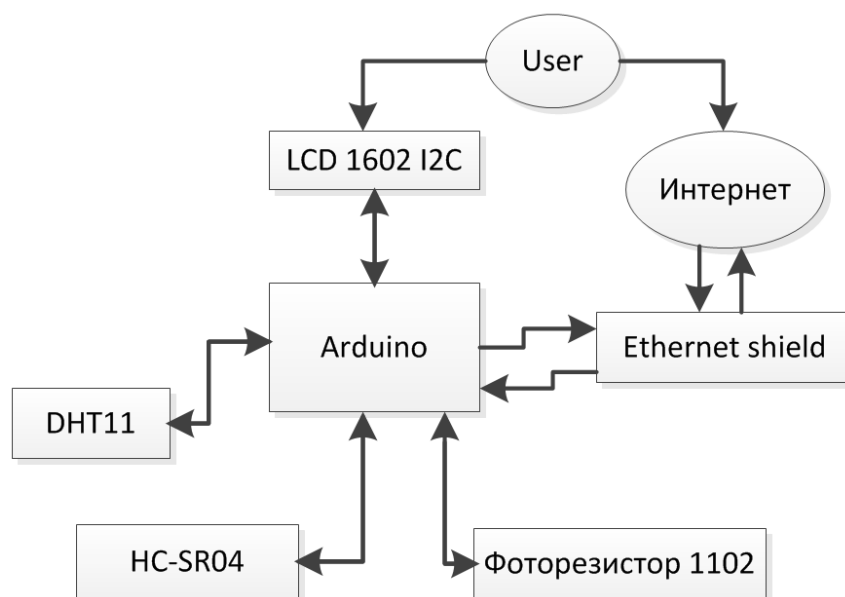 User
LCD 1602 I2C
Интернет
Arduino
Ethernet shield
DHT11
HC-SR04
Фоторезистор 1102